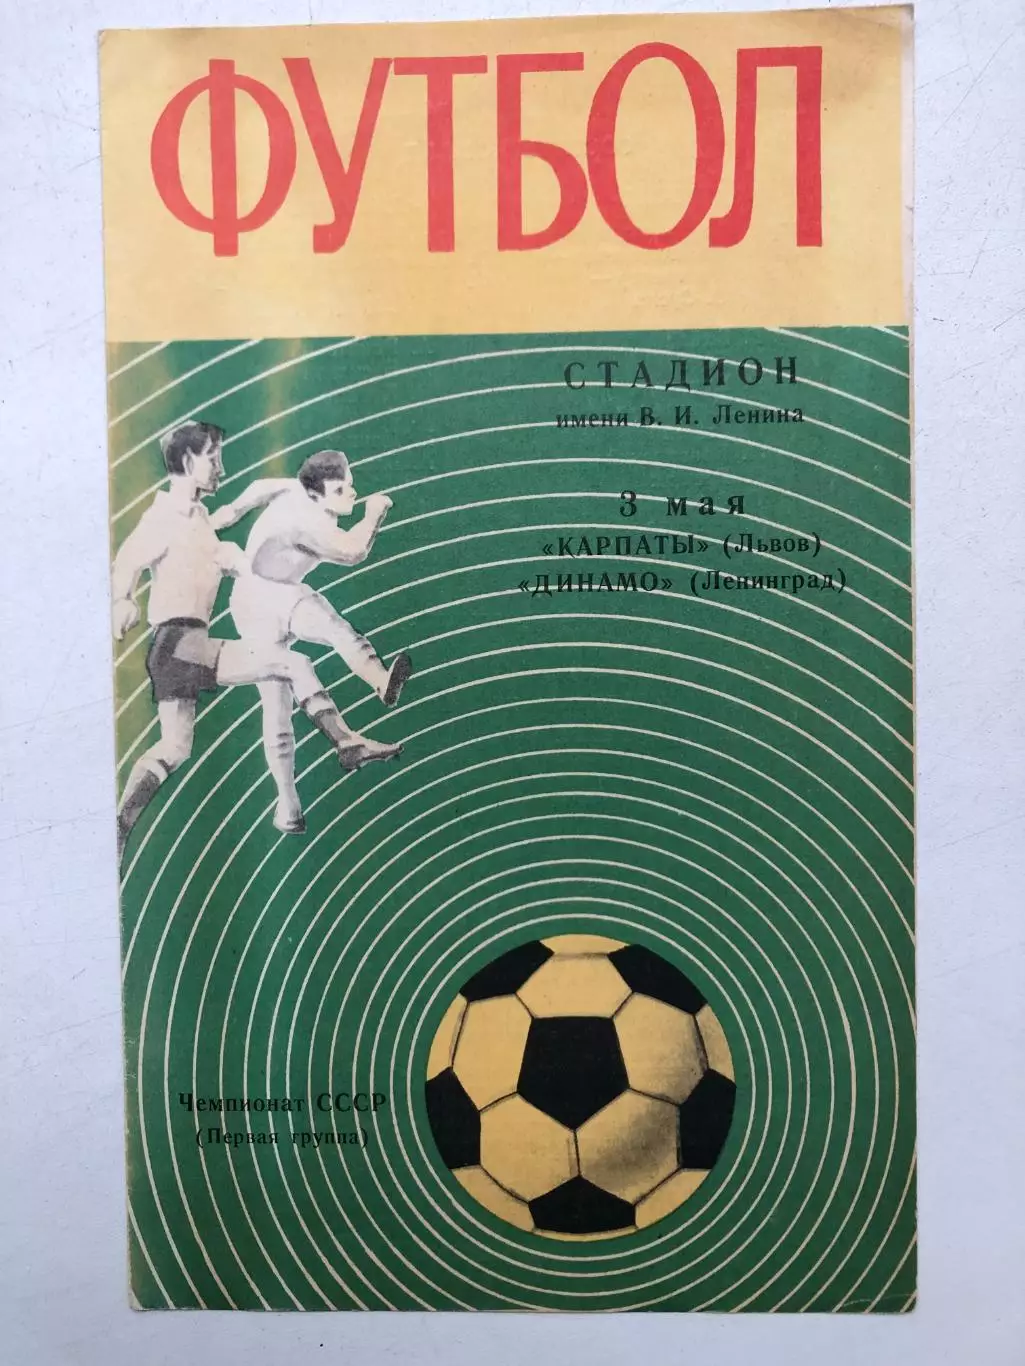 ФУТБОЛ
СТАДИОН
имени В. И. Ленина
3 мая
«КАРПАТЫ» (Львов)
«ДИНАМО» (Ленинград)
Чемпионат СССР
(Первая группа)